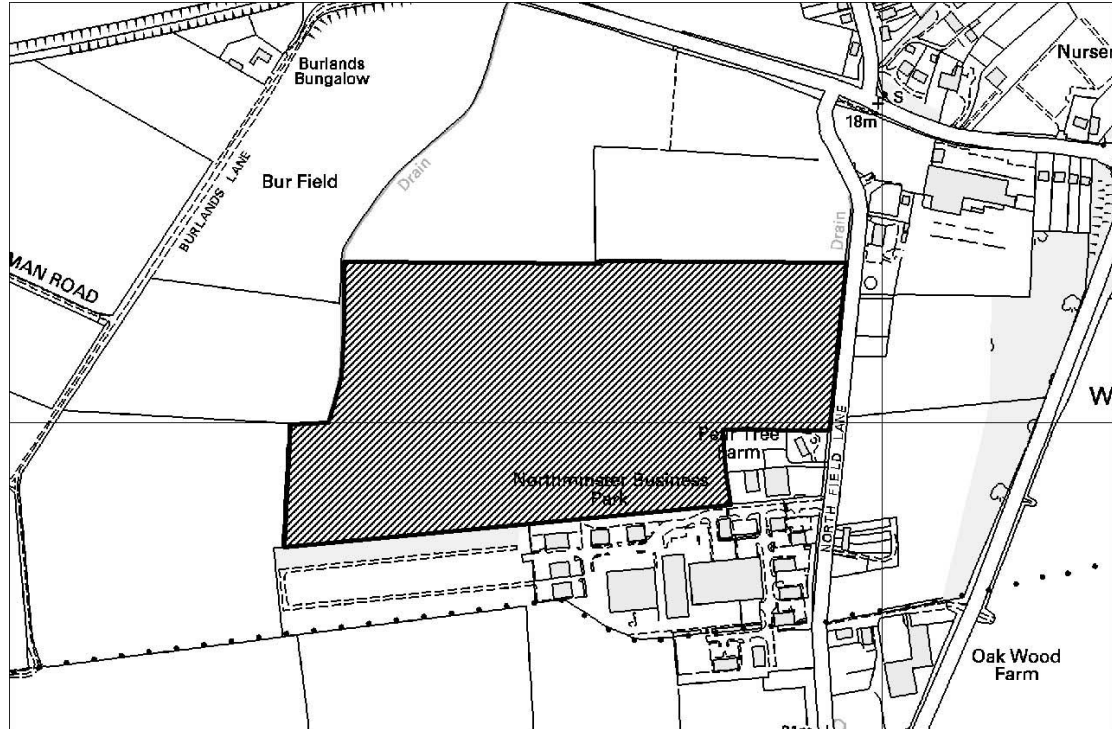 Burlands
Bungalow
Nurser
S
18m
Drain
Bur Field
BURLANDS LANE
Drain
MAN ROAD
W
Pear Tree
Farm
NORTH FIELD LANE
Northminster Business
Park
Oak Wood
Farm